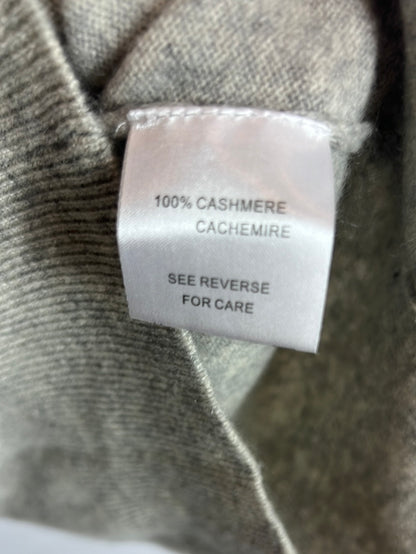 100% CASHMERE
CACHEMIRE
SEE REVERSE
FOR CARE